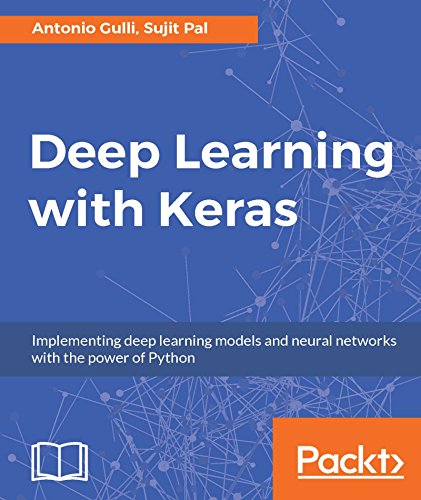 Antonio Gulli, Sujit Pal
Deep Learning
with Keras
Implementing deep learning models and neural networks
with the power of Python
Packt>